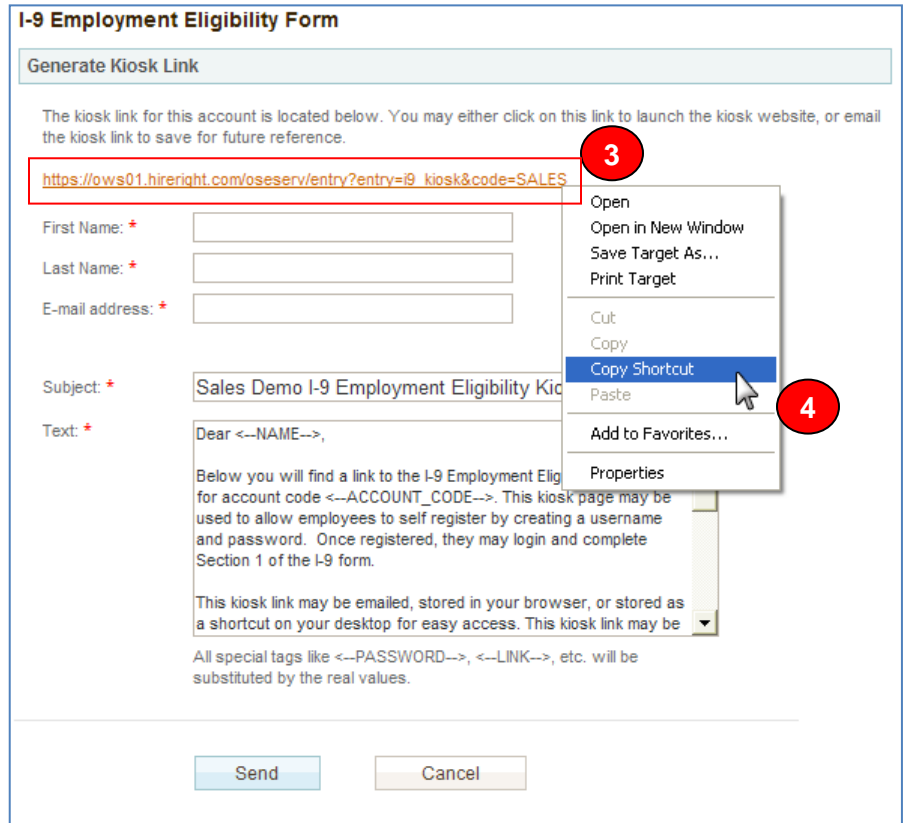 I-9 Employment Eligibility Form
Generate Kiosk Link
The kiosk link for this account is located below. You may either click on this link to launch the kiosk website, or email
the kiosk link to save for future reference.
3
https://ows01.hireright.com/oseserv/entry?entry=i9_kiosk&code=SALES
Open
First Name: *
Open in New Window
Save Target As...
Last Name: *
Print Target
E-mail address: *
Cut
Copy
Copy Shortcut
Subject: *
Sales Demo I-9 Employment Eligibility
Paste
4
Text: *
Dear <--NAME-->,
Add to Favorites...
Below you will find a link to the I-9 Employment
Properties
for account code <--ACCOUNT_CODE-->. This kiosk page may be
used to allow employees to self register by creating a username
and password. Once registered, they may login and complete
Section 1 of the I-9 form.
This kiosk link may be emailed, stored in your browser, or stored as
a shortcut on your desktop for easy access. This kiosk link may be
All special tags like <--PASSWORD-->, <--LINK-->, etc. will be
substituted by the real values.
Send
Cancel